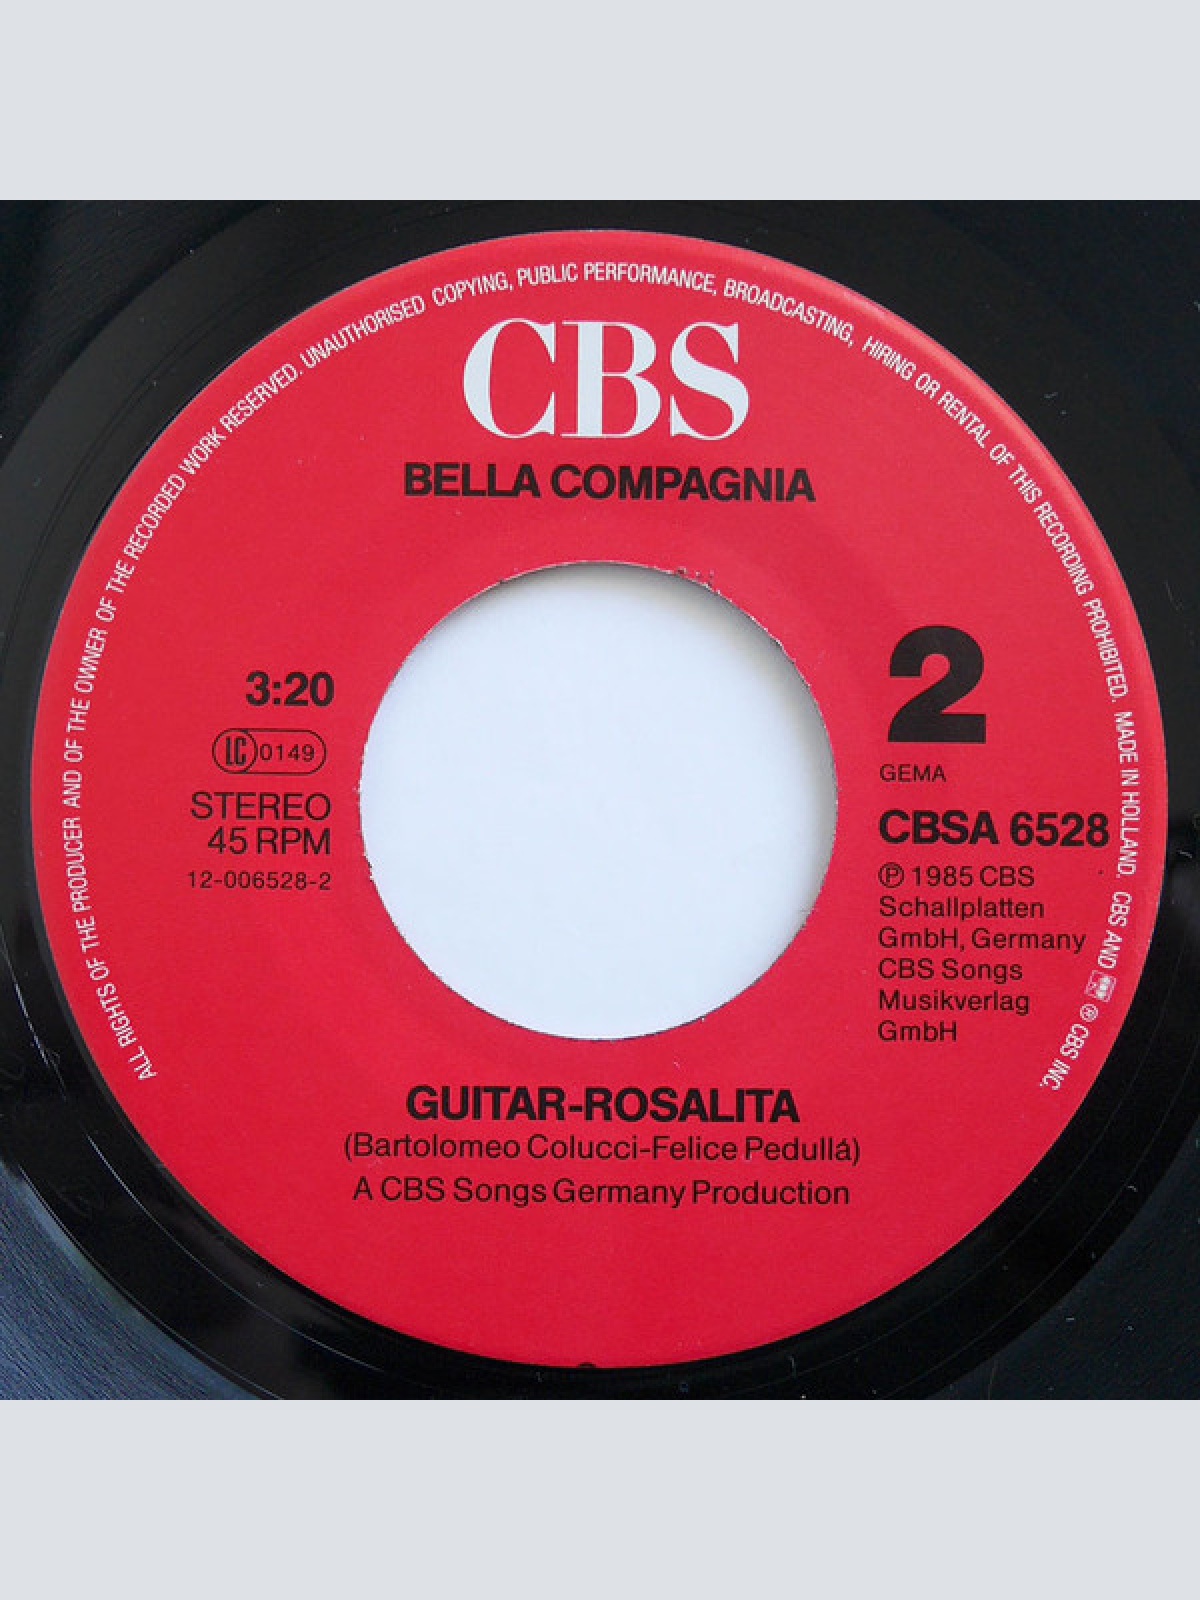 ALL RIGHTS OF THE PRODUCER AND OF THE OWNER OF THE RECORDED WORK RESERVED. UNAUTHORISED COPYING, PUBLIC PERFORMANCE, BROADCASTING, HIRING OR RENTAL OF THIS RECORDING PROHIBITED. MADE IN HOLLAND. CBS AND ® CBS INC.
CBS
BELLA COMPAGNIA
3:20
LC 0149
STEREO
45 RPM
12-006528-2
2
GEMA
CBSA 6528
℗ 1985 CBS
Schallplatten
GmbH, Germany
CBS Songs
Musikverlag
GmbH
GUITAR-ROSALITA
(Bartolomeo Colucci-Felice Pedullá)
A CBS Songs Germany Production